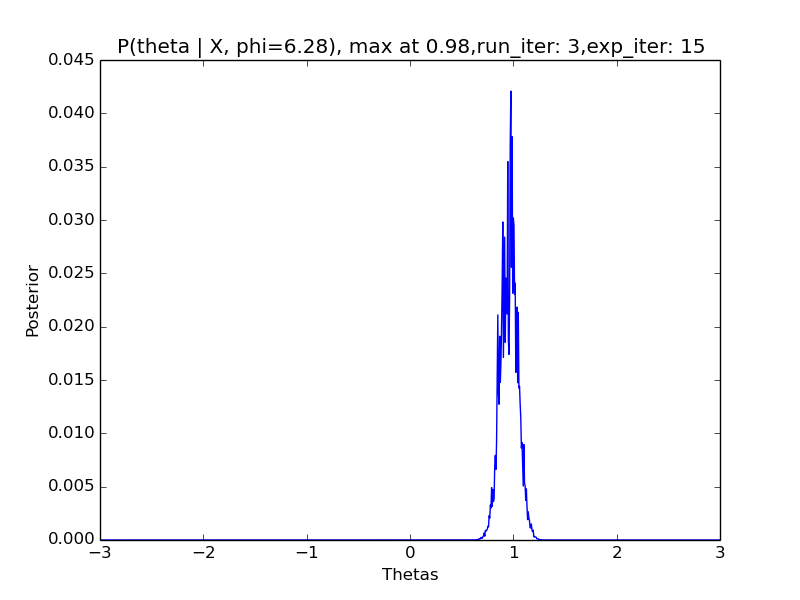 P(theta | X, phi=6.28), max at 0.98,run_iter: 3,exp_iter: 15
0.045
0.040
0.035
0.030
0.025
0.020
0.015
0.010
0.005
0.000
Posterior
−3 −2 −1 0 1 2 3
Thetas